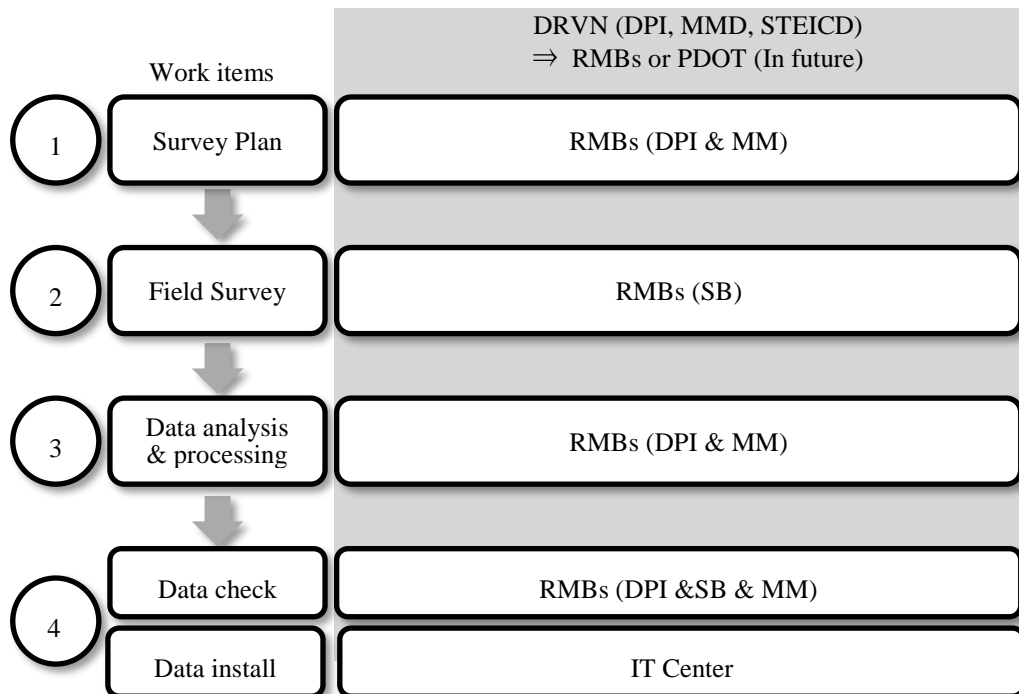 DRVN (DPI, MMD, STEICD)
⇒ RMBs or PDOT (In future)
Work items
1
Survey Plan
RMBs (DPI & MM)
2
Field Survey
RMBs (SB)
3
Data analysis
& processing
RMBs (DPI & MM)
4
Data check
RMBs (DPI &SB & MM)
Data install
IT Center